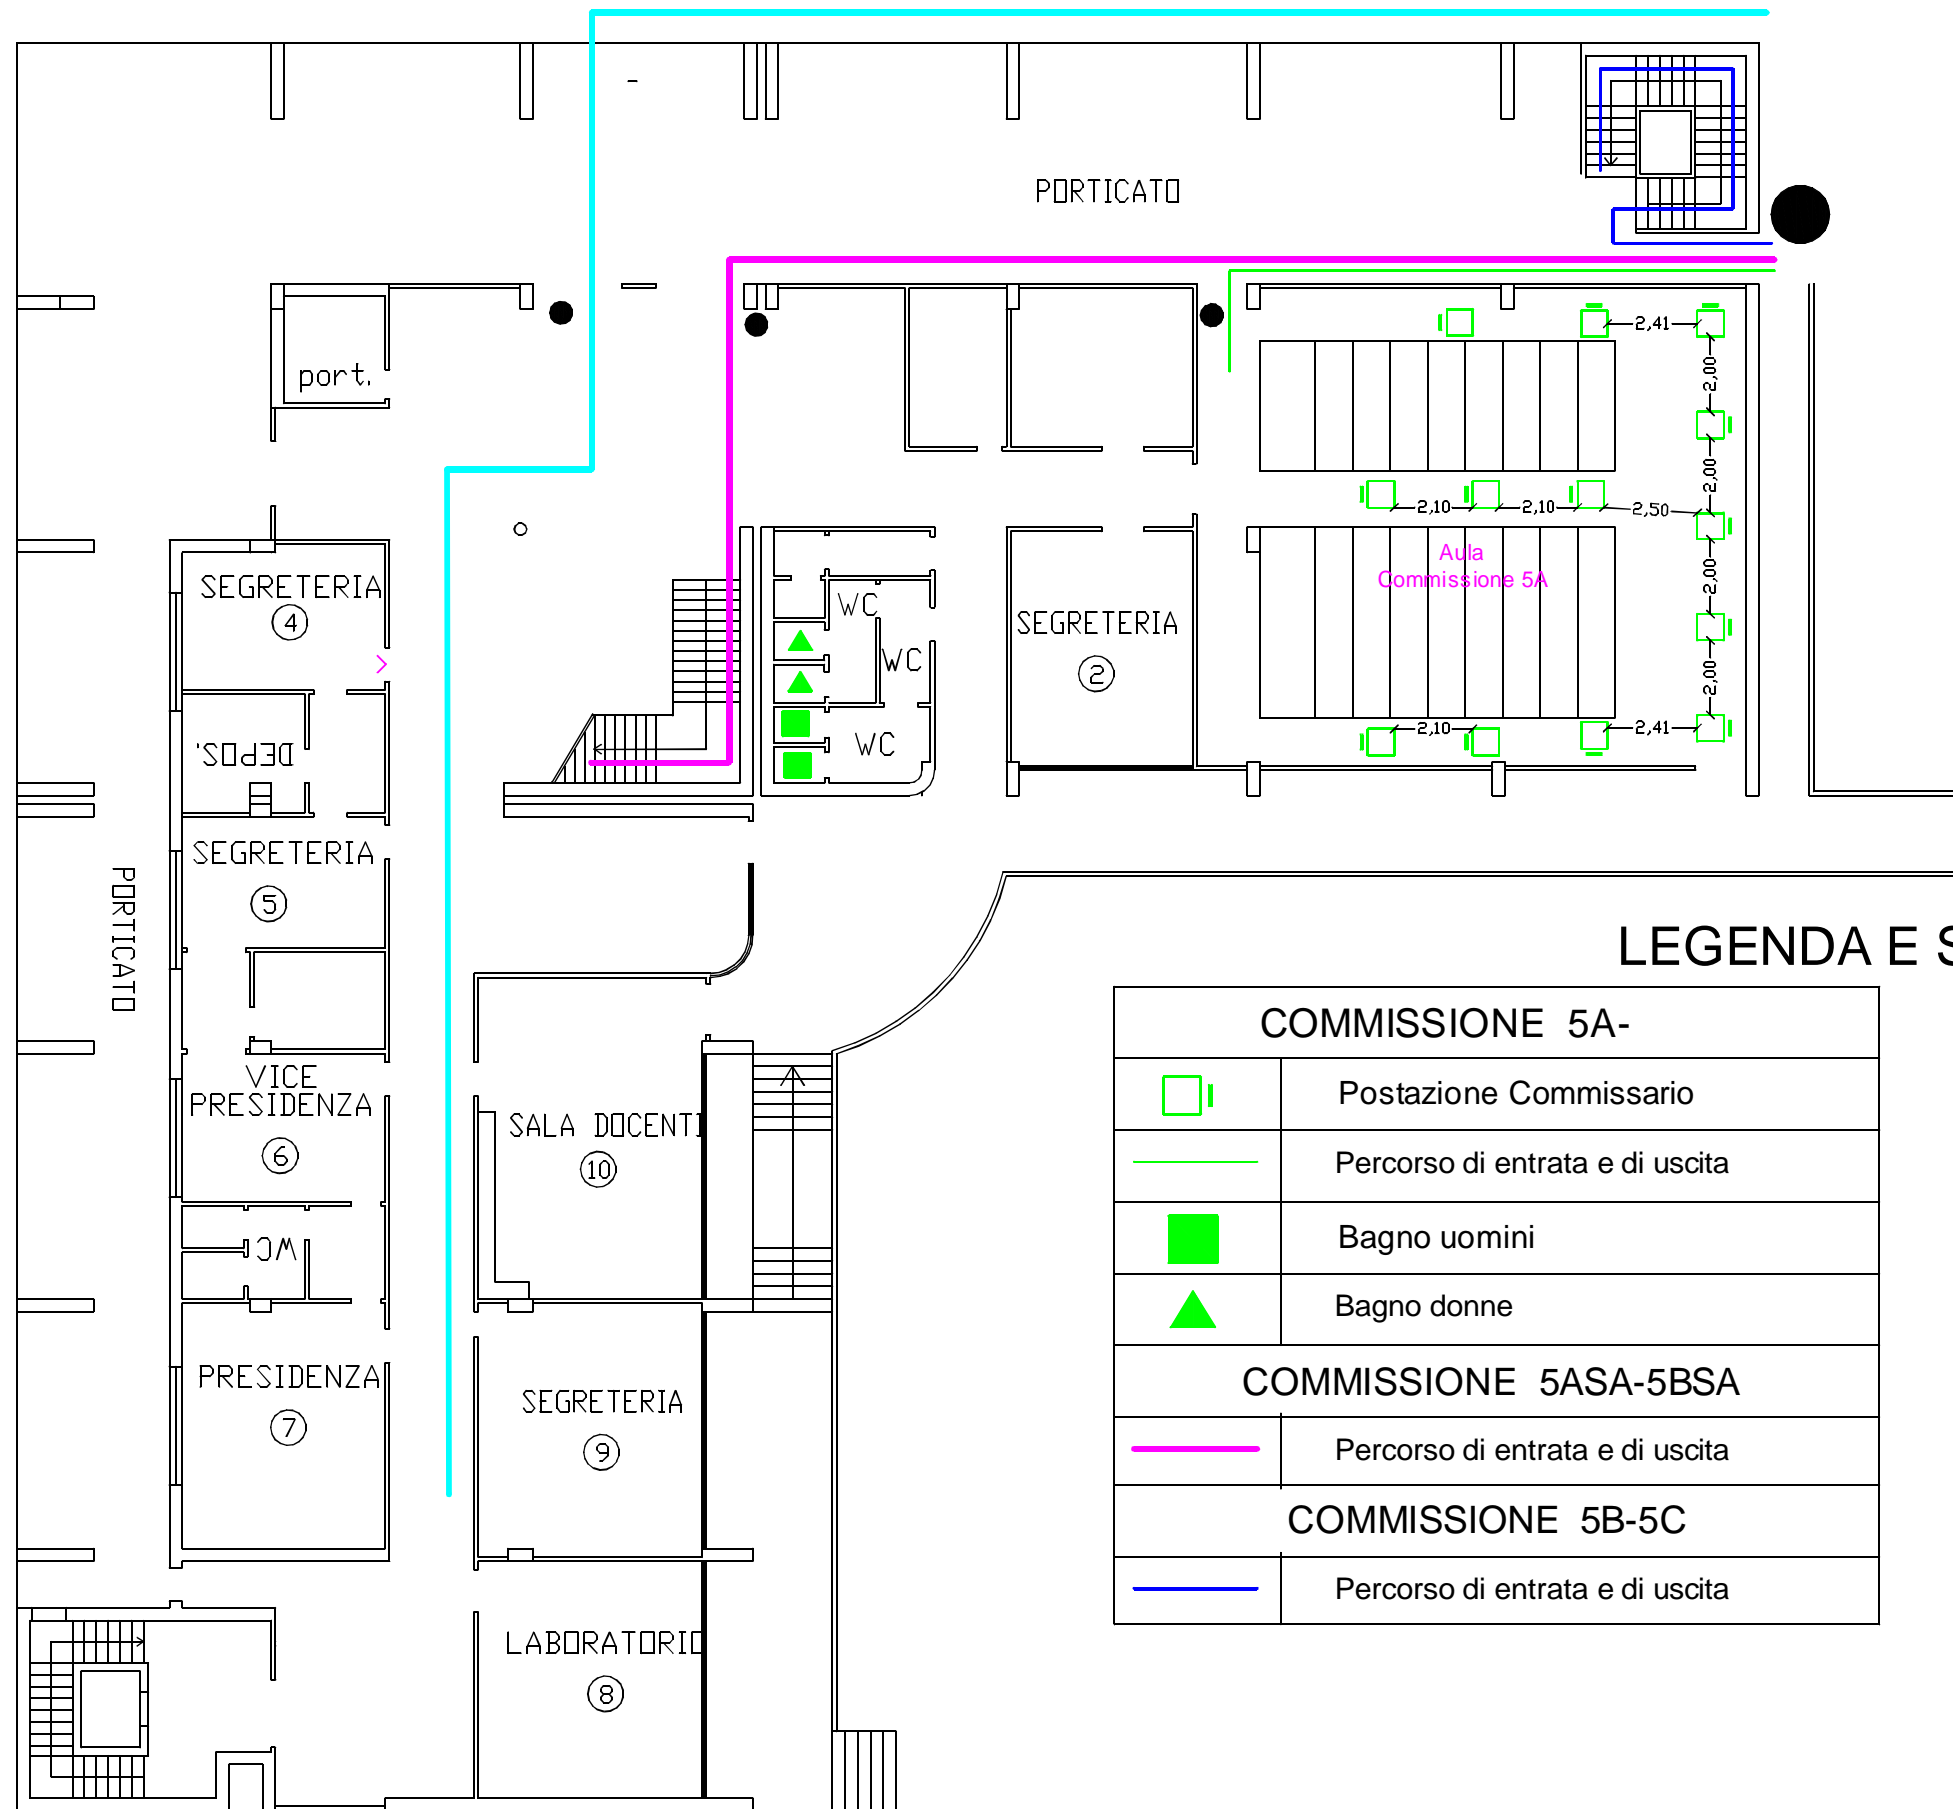 PORTICATO
port.
2,41
2,00
2,00
2,10
2,10
2,50
Aula
Commissione 5A
2,00
2,00
2,10
2,41
SEGRETERIA
4
WC
WC
WC
SEGRETERIA
2
DEPOS.
SEGRETERIA
5
PORTICATO
VICE
PRESIDENZA
6
WC
PRESIDENZA
7
SALA DOCENTI
10
SEGRETERIA
9
LABORATORIO
8
LEGENDA E S
COMMISSIONE 5A-
Postazione Commissario
Percorso di entrata e di uscita
Bagno uomini
Bagno donne
COMMISSIONE 5ASA-5BSA
Percorso di entrata e di uscita
COMMISSIONE 5B-5C
Percorso di entrata e di uscita